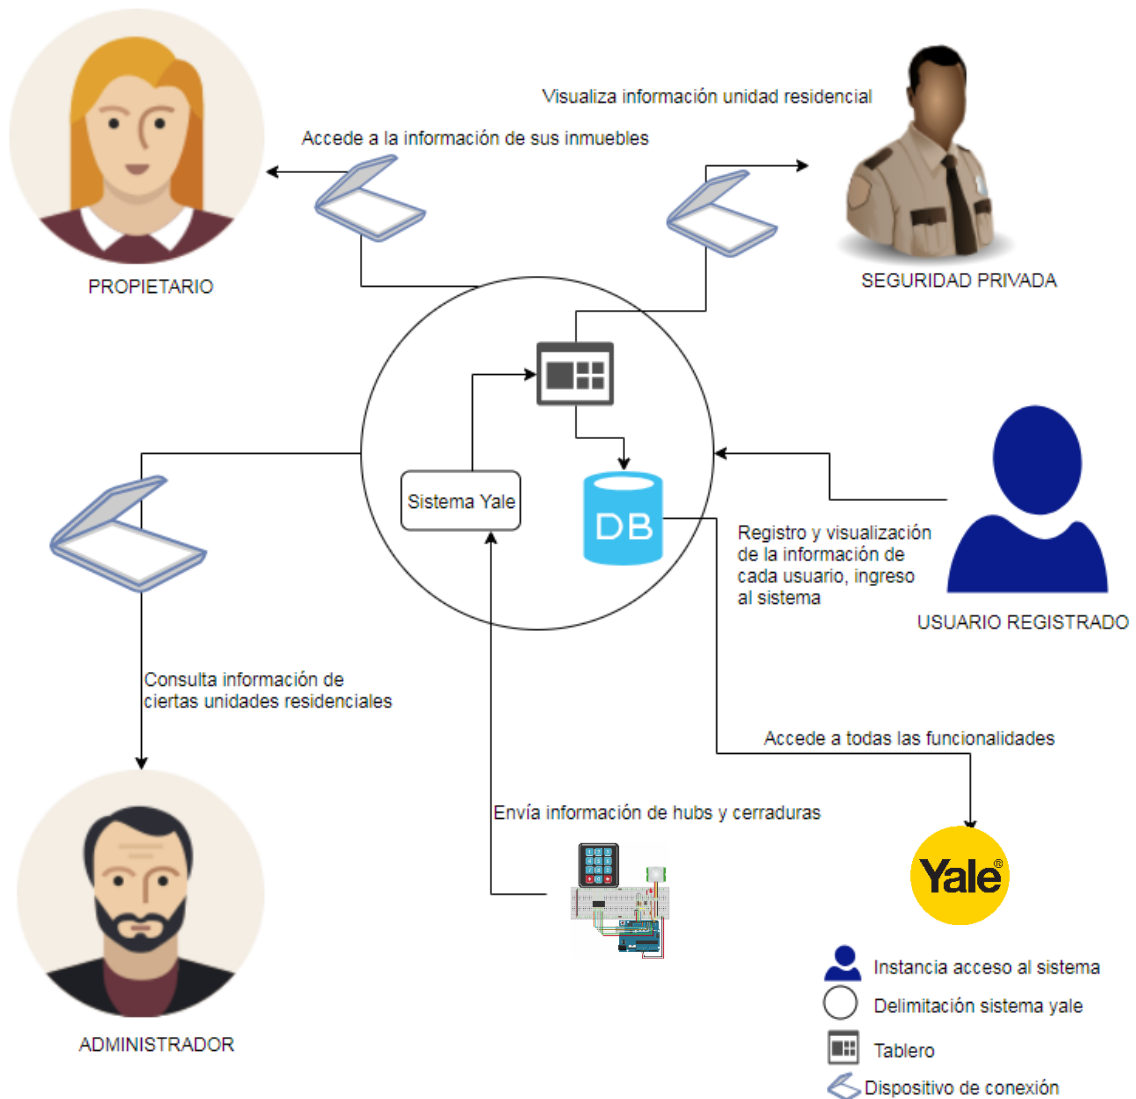 Visualiza información unidad residencial
Accede a la información de sus inmuebles
PROPIETARIO
SEGURIDAD PRIVADA
Sistema Yale
DB
Registro y visualización
de la información de
cada usuario, ingreso
al sistema
USUARIO REGISTRADO
Consulta información de
ciertas unidades residenciales
Accede a todas las funcionalidades
Envía información de hubs y cerraduras
Yale®
ADMINISTRADOR
Instancia acceso al sistema
Delimitación sistema yale
Tablero
Dispositivo de conexión